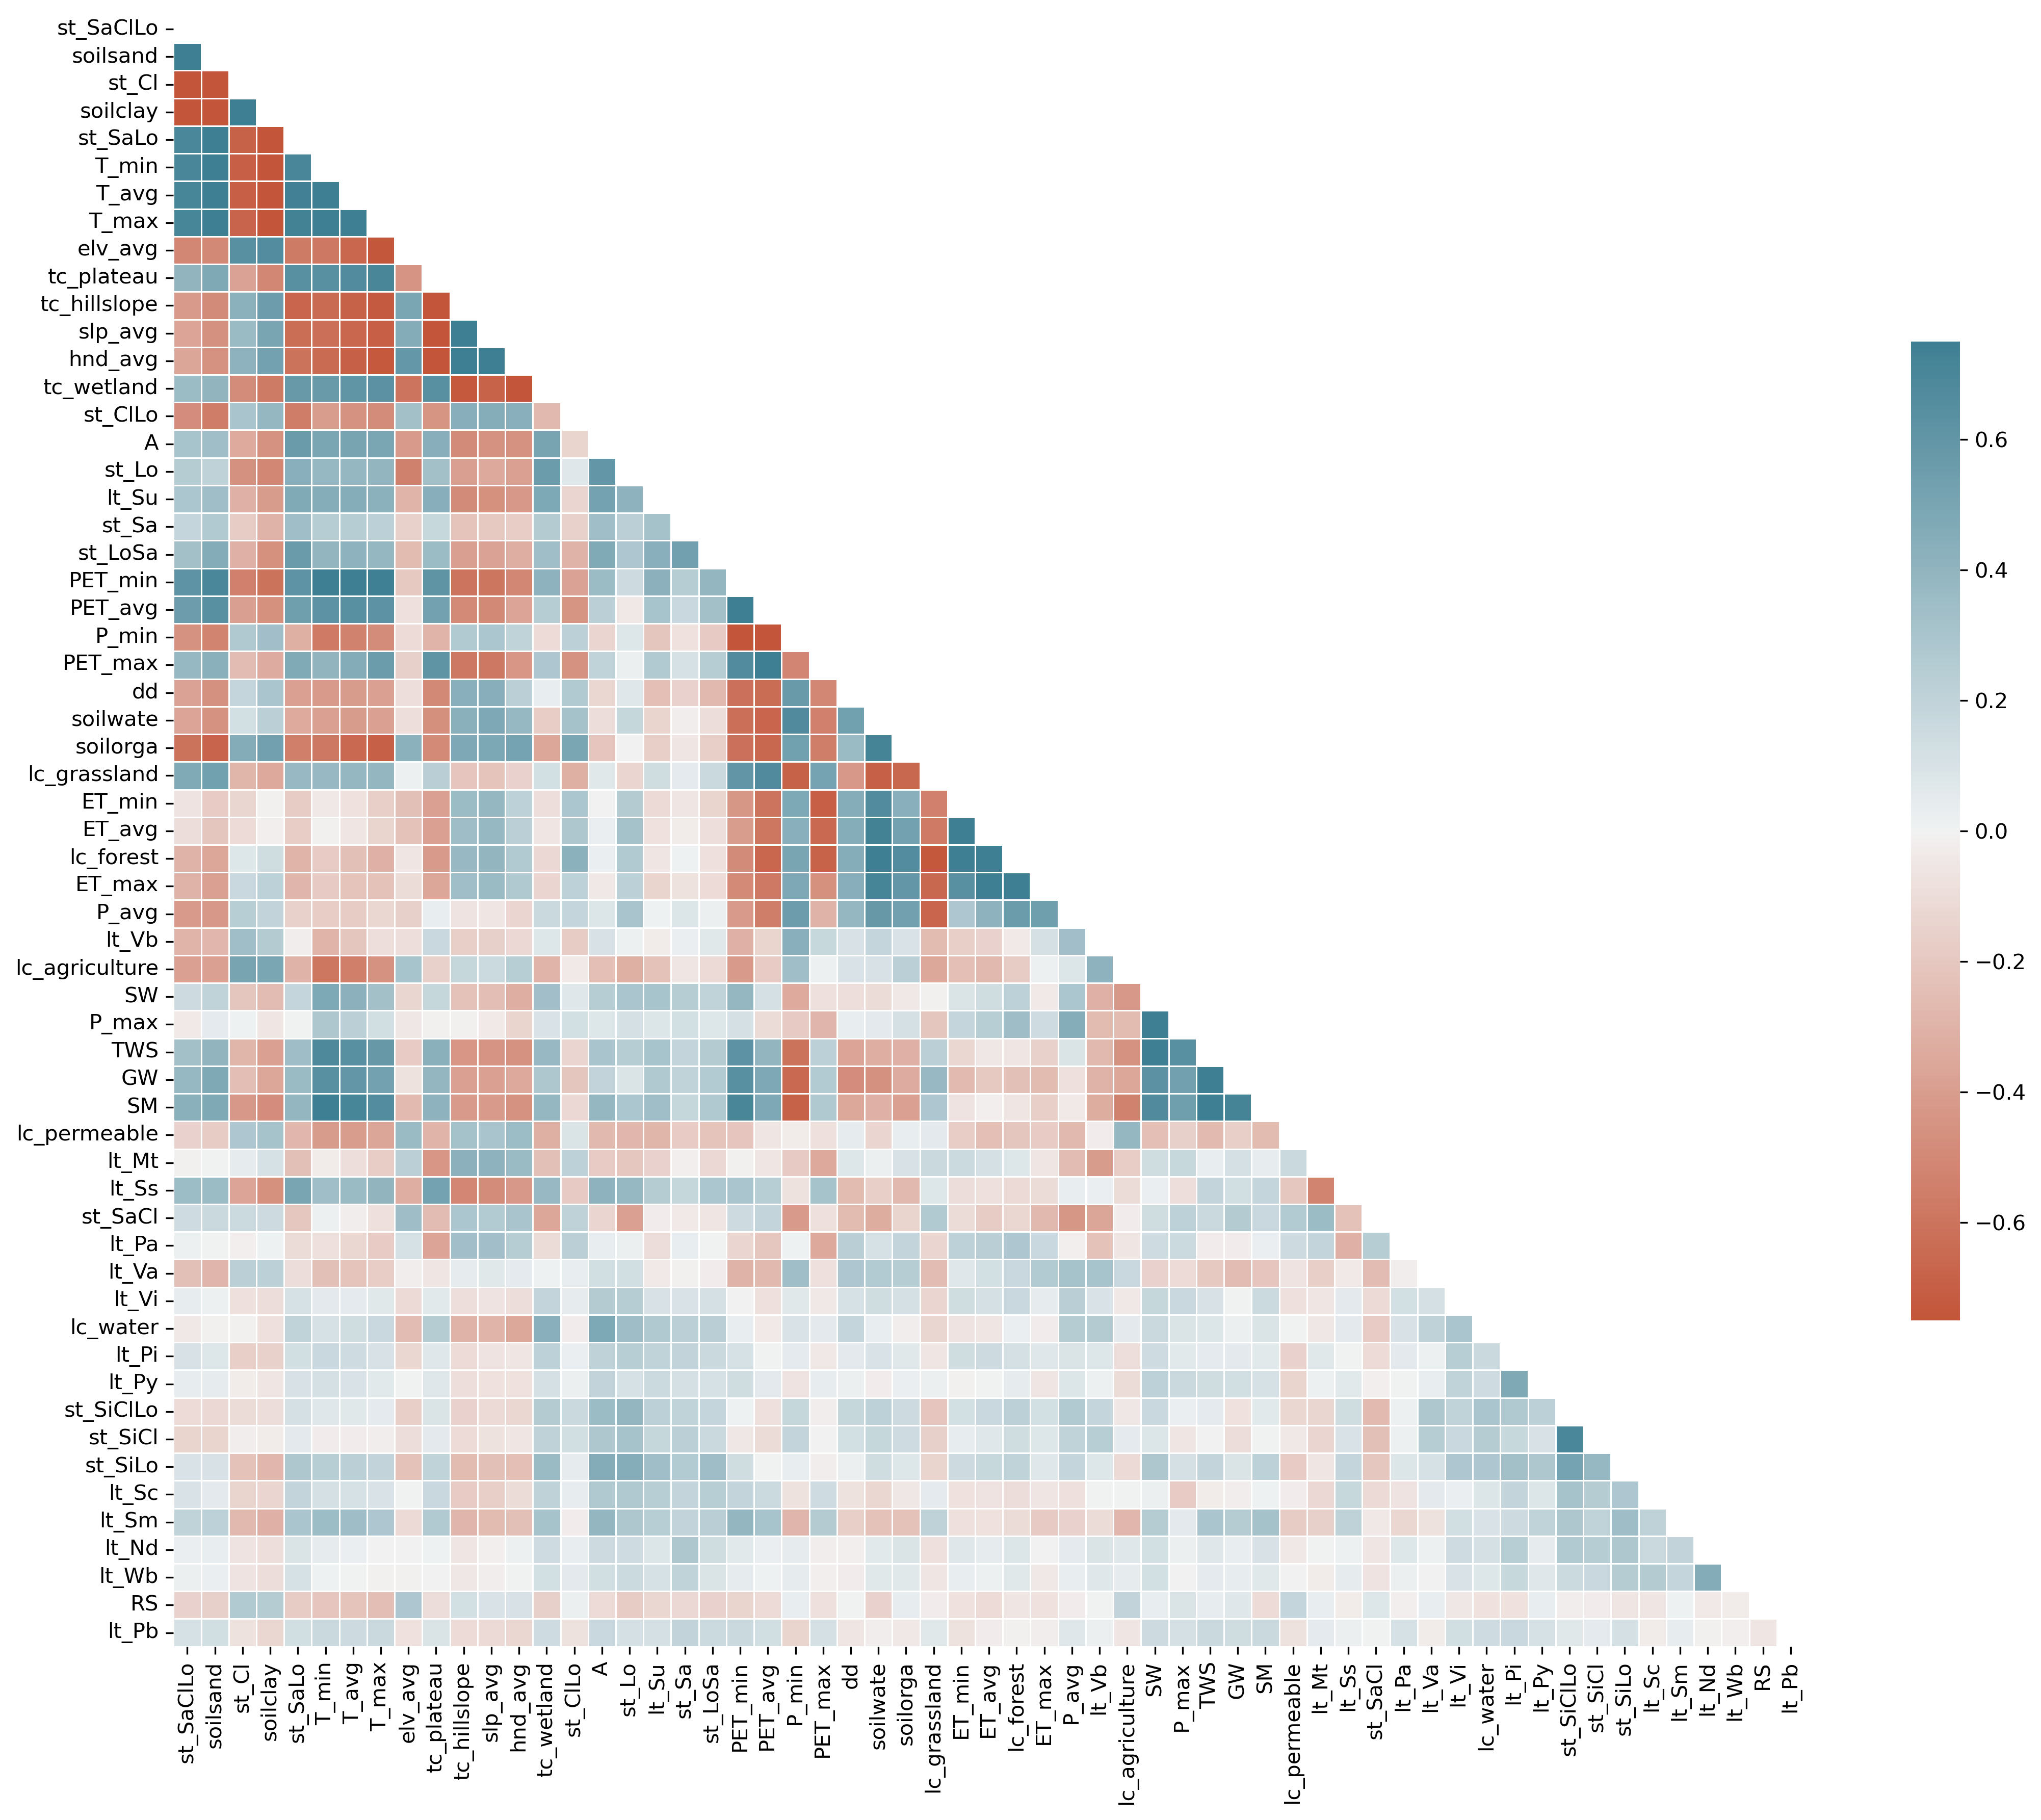 st_SaClLo
soilsand
st_Cl
soilclay
st_SaLo
T_min
T_avg
T_max
elv_avg
tc_plateau
tc_hillslope
slp_avg
hnd_avg
tc_wetland
st_ClLo
A
st_Lo
lt_Su
st_Sa
st_LoSa
PET_min
PET_avg
P_min
PET_max
dd
soilwate
soilorga
lc_grassland
ET_min
ET_avg
lc_forest
ET_max
P_avg
lt_Vb
lc_agriculture
SW
P_max
TWS
GW
SM
lc_permeable
lt_Mt
lt_Ss
st_SaCl
lt_Pa
lt_Va
lt_Vi
lc_water
lt_Pi
lt_Py
st_SiClLo
st_SiCl
st_SiLo
lt_Sc
lt_Sm
lt_Nd
lt_Wb
RS
lt_Pb
st_SaClLo
soilsand
st_Cl
soilclay
st_SaLo
T_min
T_avg
T_max
elv_avg
tc_plateau
tc_hillslope
slp_avg
hnd_avg
tc_wetland
st_ClLo
A
st_Lo
lt_Su
st_Sa
st_LoSa
PET_min
PET_avg
P_min
PET_max
dd
soilwate
soilorga
lc_grassland
ET_min
ET_avg
lc_forest
ET_max
P_avg
lt_Vb
lc_agriculture
SW
P_max
TWS
GW
SM
lc_permeable
lt_Mt
lt_Ss
st_SaCl
lt_Pa
lt_Va
lt_Vi
lc_water
lt_Pi
lt_Py
st_SiClLo
st_SiCl
st_SiLo
lt_Sc
lt_Sm
lt_Nd
lt_Wb
RS
lt_Pb
0.6
0.4
0.2
0.0
−0.2
−0.4
−0.6